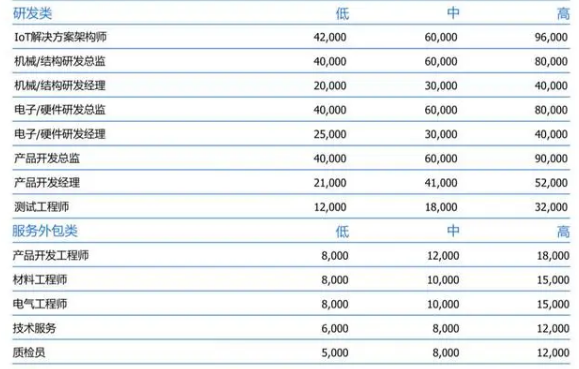 研发类 低 中 高
IoT解决方案架构师 42,000 60,000 96,000
机械/结构研发总监 40,000 60,000 80,000
机械/结构研发经理 20,000 30,000 40,000
电子/硬件研发总监 40,000 60,000 80,000
电子/硬件研发经理 25,000 30,000 40,000
产品开发总监 40,000 60,000 90,000
产品开发经理 21,000 41,000 52,000
测试工程师 12,000 18,000 32,000
服务外包类 低 中 高
产品开发工程师 8,000 12,000 18,000
材料工程师 8,000 10,000 15,000
电气工程师 8,000 10,000 15,000
技术服务 6,000 8,000 12,000
质检员 5,000 8,000 12,000